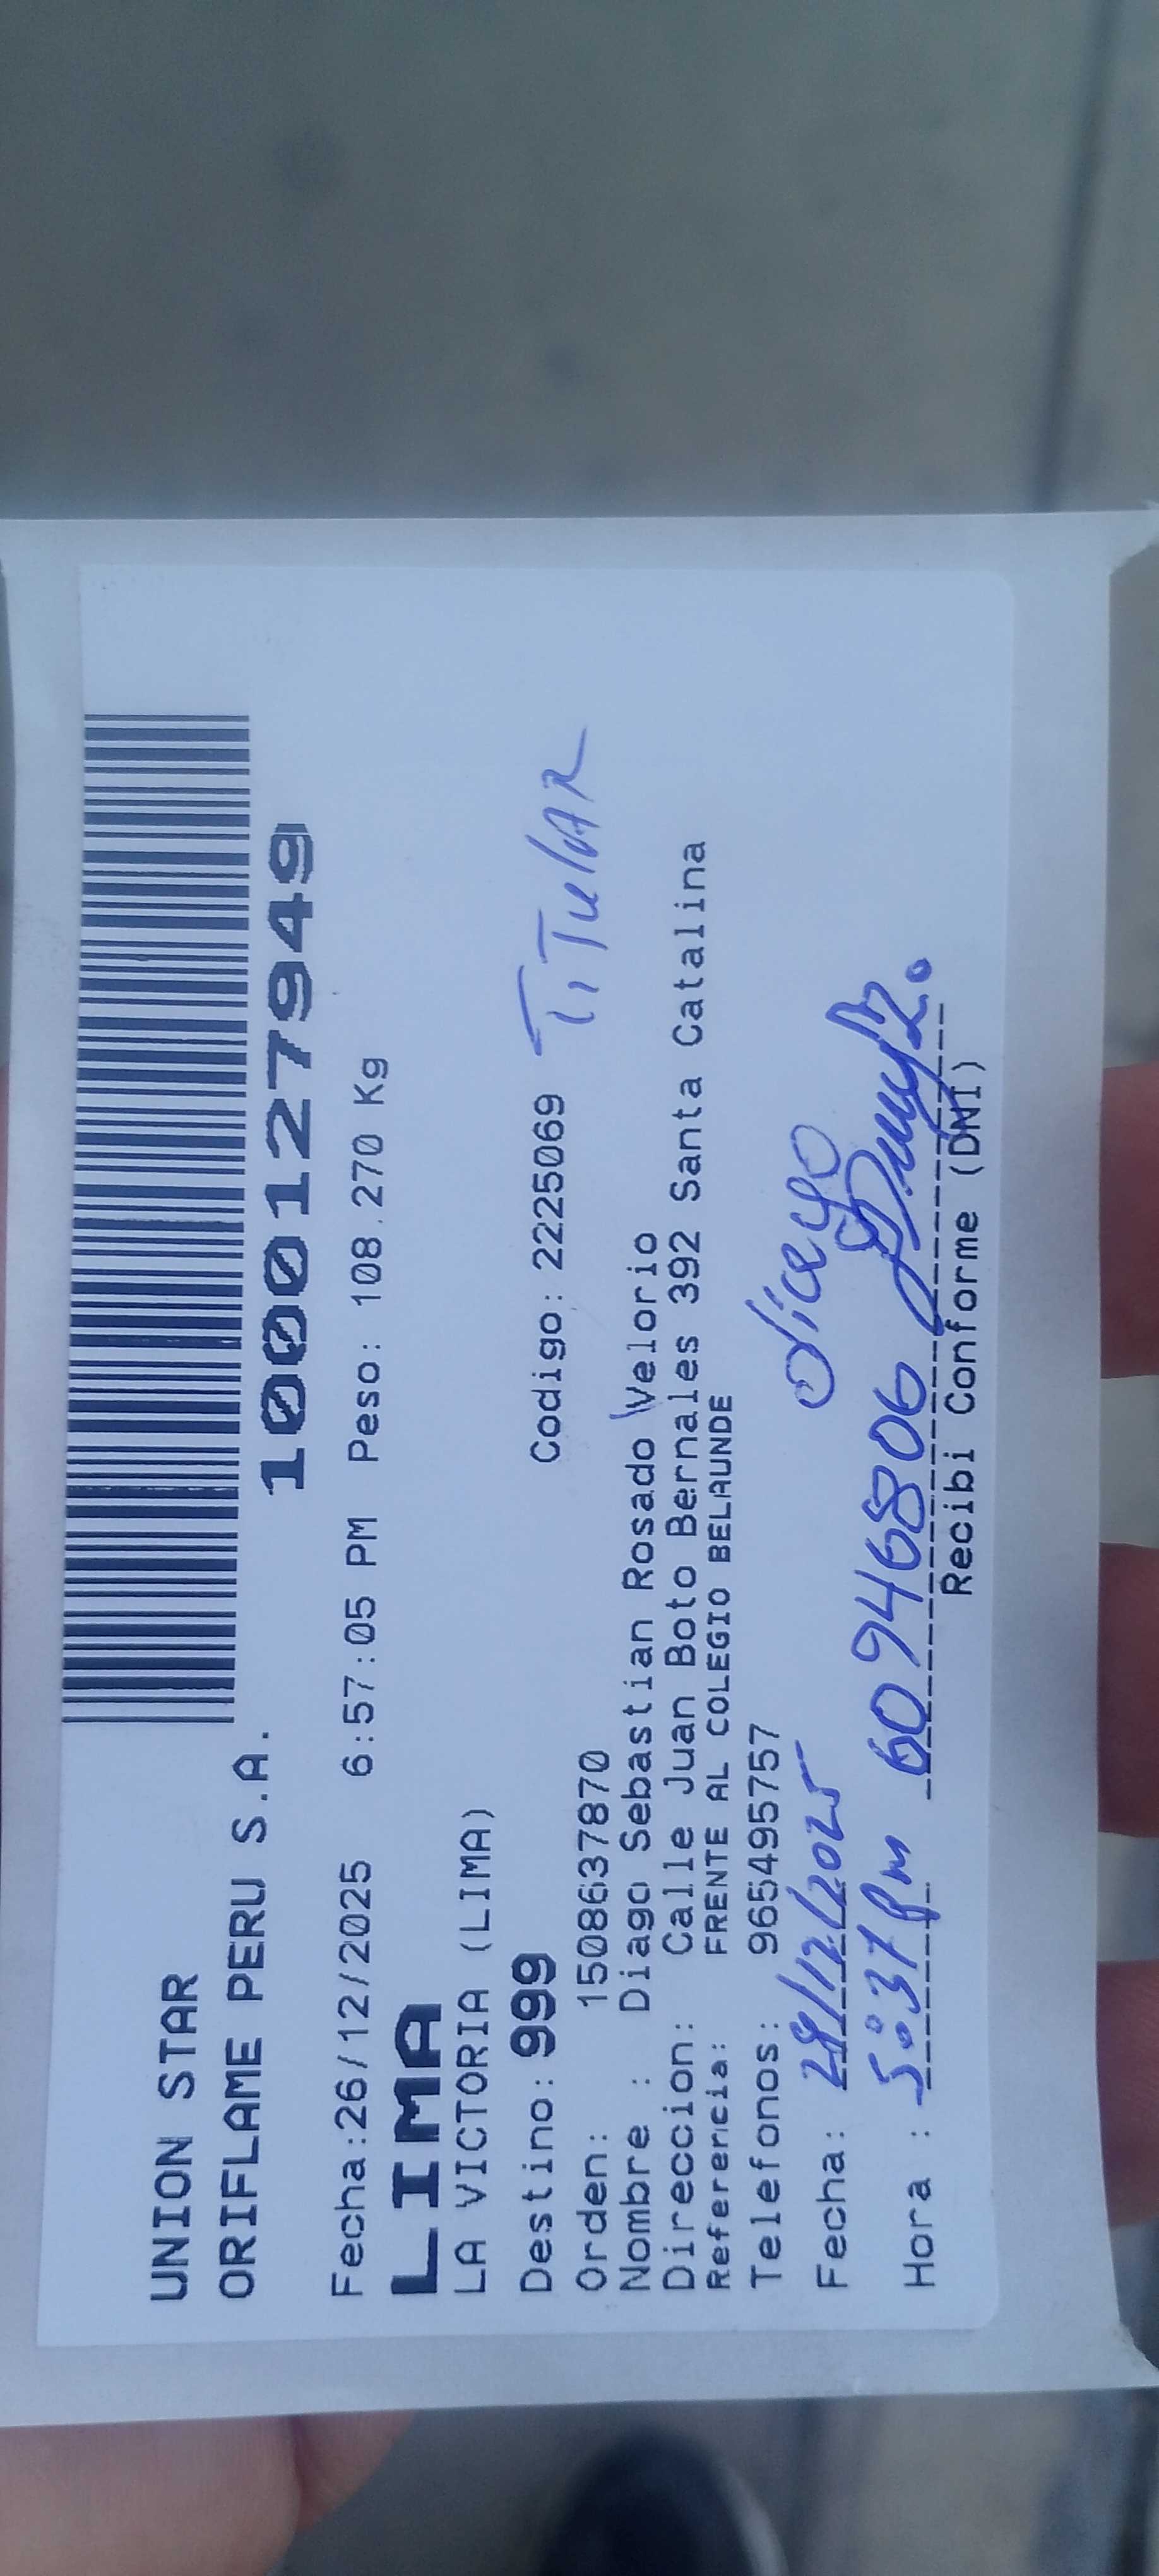 UNION STAR
ORIFLAME PERU S.A.
1000127949
Fecha:26/12/2025 6:57:05 PM Peso: 108.270 Kg
LIMA
LA VICTORIA (LIMA)
Destino: 999 Codigo: 2225069 TiTulAR
Orden: 1508637870
Nombre : Diago Sebastian Rosado Velorio
Direccion: Calle Juan Boto Bernales 392 Santa Catalina
Referencia: FRENTE AL COLEGIO BELAUNDE
Telefonos: 965495757
Fecha: 28/12/2025 diego
Hora : 5:37 pm 60946806
Recibi Conforme (DNI)